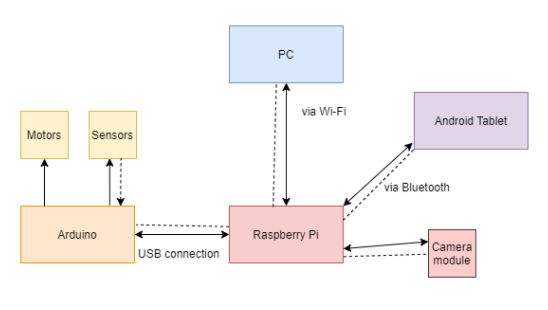 PC
via Wi-Fi
Android Tablet
Motors
Sensors
via Bluetooth
Arduino
Raspberry Pi
USB connection
Camera
module